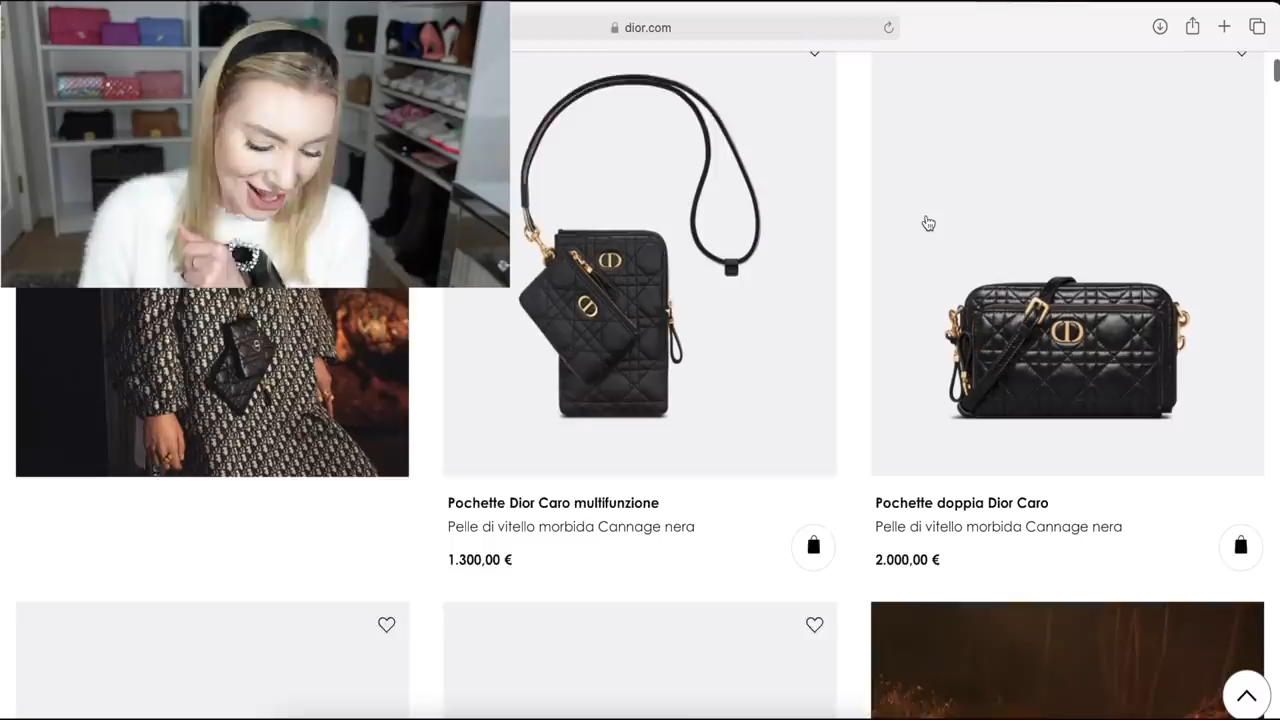 dior.com
Pochette Dior Caro multifunzione
Pelle di vitello morbida Cannage nera
1.300,00 €
Pochette doppia Dior Caro
Pelle di vitello morbida Cannage nera
2.000,00 €